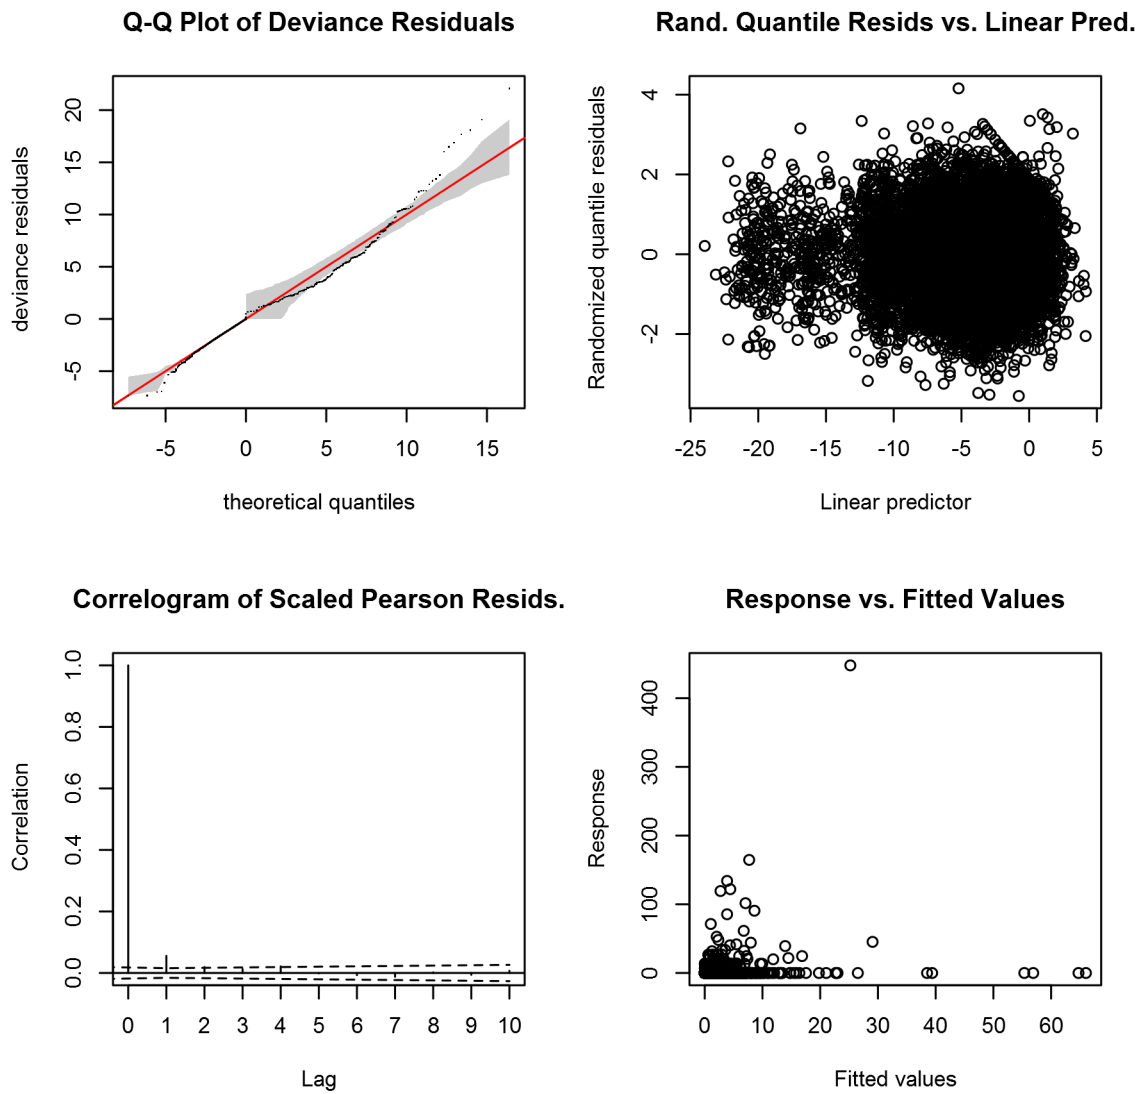 Q-Q Plot of Deviance Residuals
20
15
10
5
0
-5
deviance residuals
-5 0 5 10 15
theoretical quantiles
Rand. Quantile Resids vs. Linear Pred.
4
2
0
-2
Randomized quantile residuals
-25 -20 -15 -10 -5 0 5
Linear predictor
Correlogram of Scaled Pearson Resids.
1.0
0.8
0.6
0.4
0.2
0.0
Correlation
0 1 2 3 4 5 6 7 8 9 10
Lag
Response vs. Fitted Values
400
300
200
100
0
Response
0 10 20 30 40 50 60
Fitted values